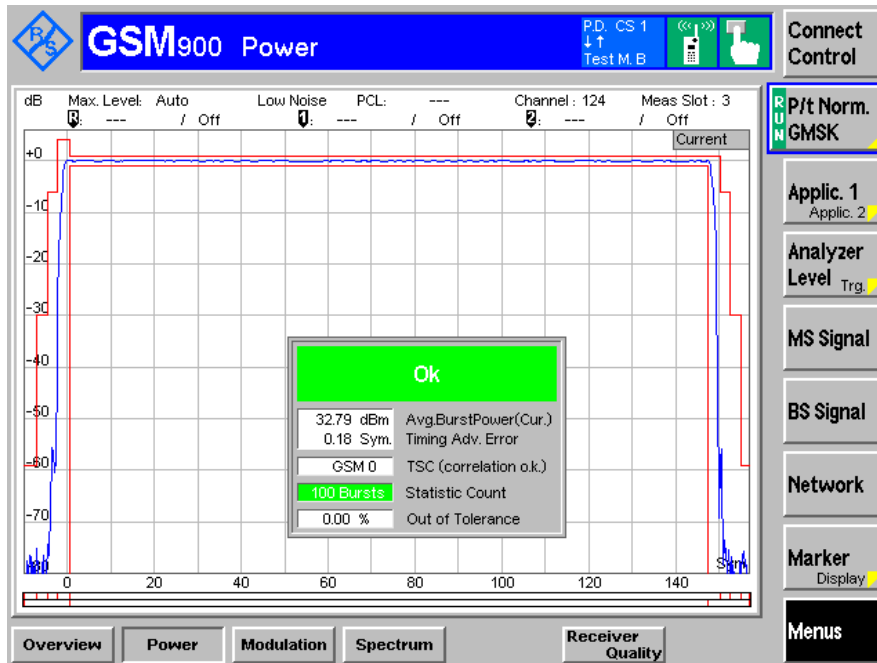 R/S
GSM900 Power
P.D. CS 1
Test M. B
Connect Control
dB Max. Level: Auto Low Noise PCL: --- Channel : 124 Meas Slot : 3
R: --- / Off 1: --- / Off 2: --- / Off
Current
RUN
P/t Norm. GMSK
Applic. 1
Applic. 2
Analyzer
Level Trg.
MS Signal
BS Signal
Network
Marker
Display
Menus
+0
-10
-20
-30
-40
-50
-60
-70
-80
Ok
32.79 dBm Avg.BurstPower(Cur.)
0.18 Sym. Timing Adv. Error
GSM 0 TSC (correlation o.k.)
100 Bursts Statistic Count
0.00 % Out of Tolerance
Sym
0 20 40 60 80 100 120 140
Overview Power Modulation Spectrum Receiver Quality